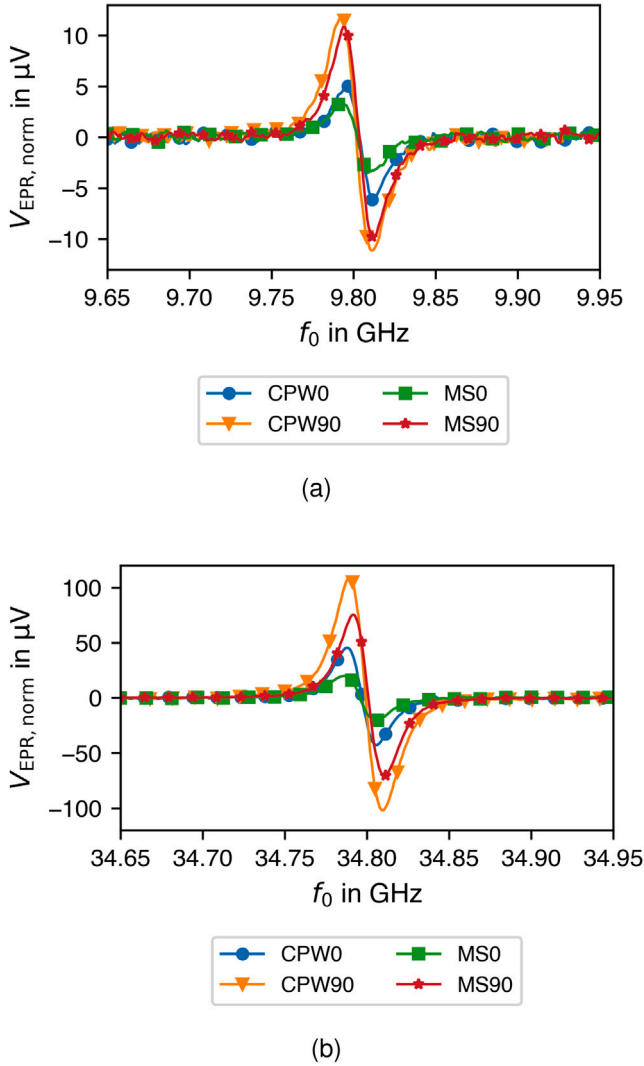 10
5
0
−5
−10
V_EPR, norm in µV
9.65 9.70 9.75 9.80 9.85 9.90 9.95
f_0 in GHz
CPW0 MS0
CPW90 MS90
(a)
100
50
0
−50
−100
V_EPR, norm in µV
34.65 34.70 34.75 34.80 34.85 34.90 34.95
f_0 in GHz
CPW0 MS0
CPW90 MS90
(b)